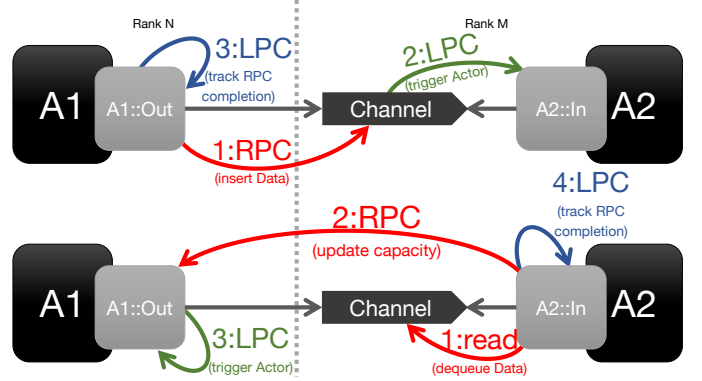 Rank N
Rank M
3:LPC
(track RPC
completion)
2:LPC
(trigger Actor)
A1
A1::Out
Channel
A2::In
A2
1:RPC
(insert Data)
4:LPC
(track RPC
completion)
2:RPC
(update capacity)
A1
A1::Out
Channel
A2::In
A2
3:LPC
(trigger Actor)
1:read
(dequeue Data)